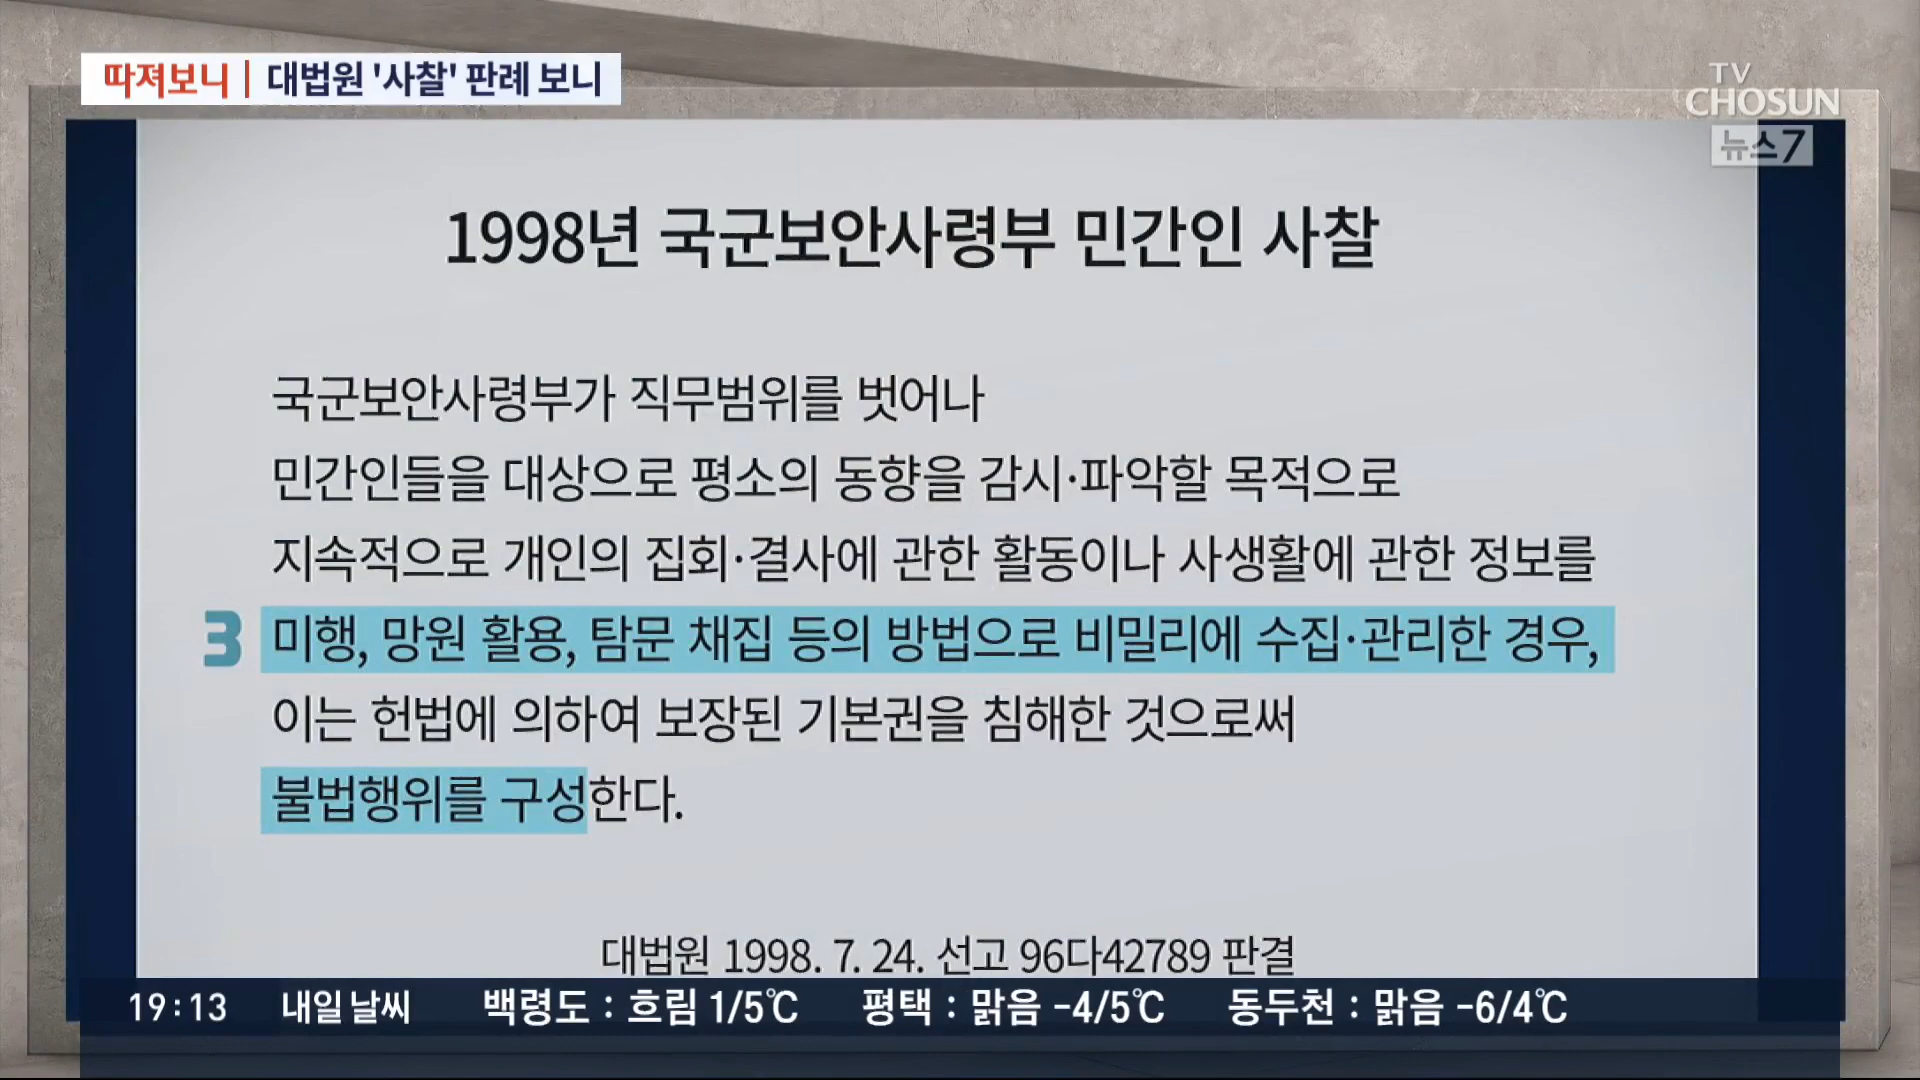 따져보니 | 대법원 '사찰' 판례 보니
TV
CHOSUN
뉴스7
1998년 국군보안사령부 민간인 사찰
국군보안사령부가 직무범위를 벗어나
민간인들을 대상으로 평소의 동향을 감시·파악할 목적으로
지속적으로 개인의 집회·결사에 관한 활동이나 사생활에 관한 정보를
3 미행, 망원 활용, 탐문 채집 등의 방법으로 비밀리에 수집·관리한 경우,
이는 헌법에 의하여 보장된 기본권을 침해한 것으로써
불법행위를 구성한다.
대법원 1998. 7. 24. 선고 96다42789 판결
19:13 내일 날씨 백령도 : 흐림 1/5℃ 평택 : 맑음 -4/5℃ 동두천 : 맑음 -6/4℃